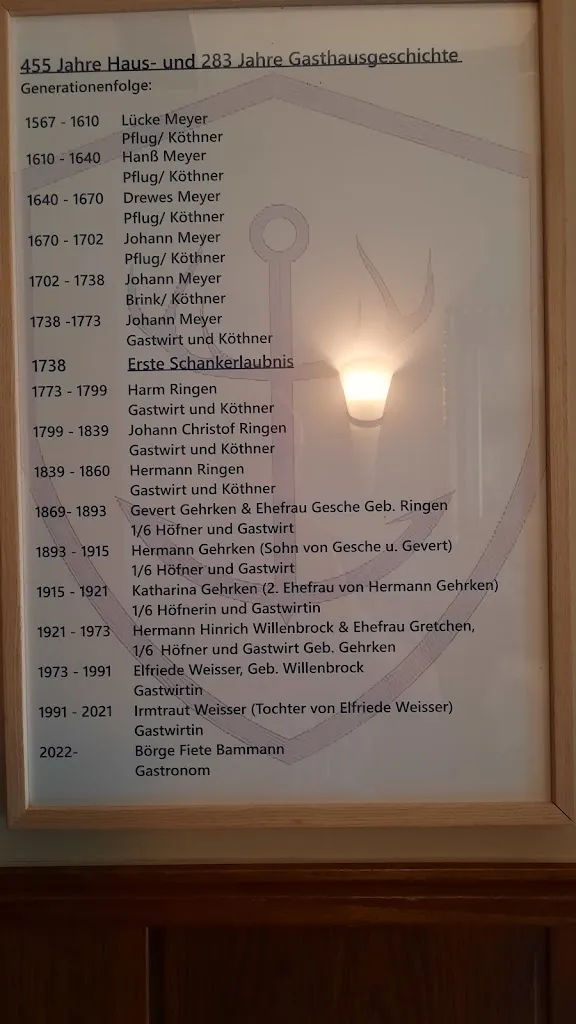 455 Jahre Haus- und 283 Jahre Gasthausgeschichte
Generationenfolge:
1567 - 1610 Lücke Meyer
Pflug/ Köthner
1610 - 1640 Hanß Meyer
Pflug/ Köthner
1640 - 1670 Drewes Meyer
Pflug/ Köthner
1670 - 1702 Johann Meyer
Pflug/ Köthner
1702 - 1738 Johann Meyer
Brink/ Köthner
1738 -1773 Johann Meyer
Gastwirt und Köthner
1738 Erste Schankerlaubnis
1773 - 1799 Harm Ringen
Gastwirt und Köthner
1799 - 1839 Johann Christof Ringen
Gastwirt und Köthner
1839 - 1860 Hermann Ringen
Gastwirt und Köthner
1869- 1893 Gevert Gehrken & Ehefrau Gesche Geb. Ringen
1/6 Höfner und Gastwirt
1893 - 1915 Hermann Gehrken (Sohn von Gesche u. Gevert)
1/6 Höfner und Gastwirt
1915 - 1921 Katharina Gehrken (2. Ehefrau von Hermann Gehrken)
1/6 Höfnerin und Gastwirtin
1921 - 1973 Hermann Hinrich Willenbrock & Ehefrau Gretchen,
1/6 Höfner und Gastwirt Geb. Gehrken
1973 - 1991 Elfriede Weisser, Geb. Willenbrock
Gastwirtin
1991 - 2021 Irmtraut Weisser (Tochter von Elfriede Weisser)
Gastwirtin
2022- Börge Fiete Bammann
Gastronom